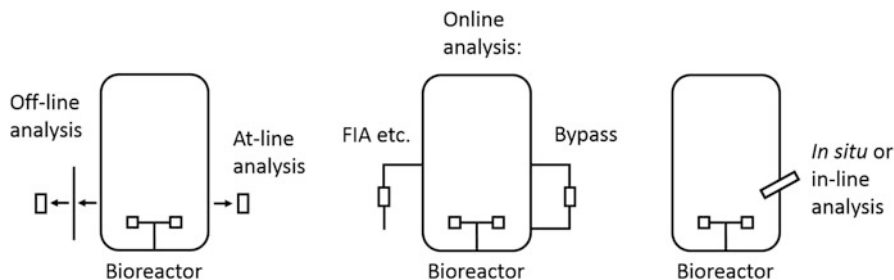 Off-line
analysis
At-line
analysis
Bioreactor
Online
analysis:
FIA etc.
Bypass
Bioreactor
In situ or
in-line
analysis
Bioreactor